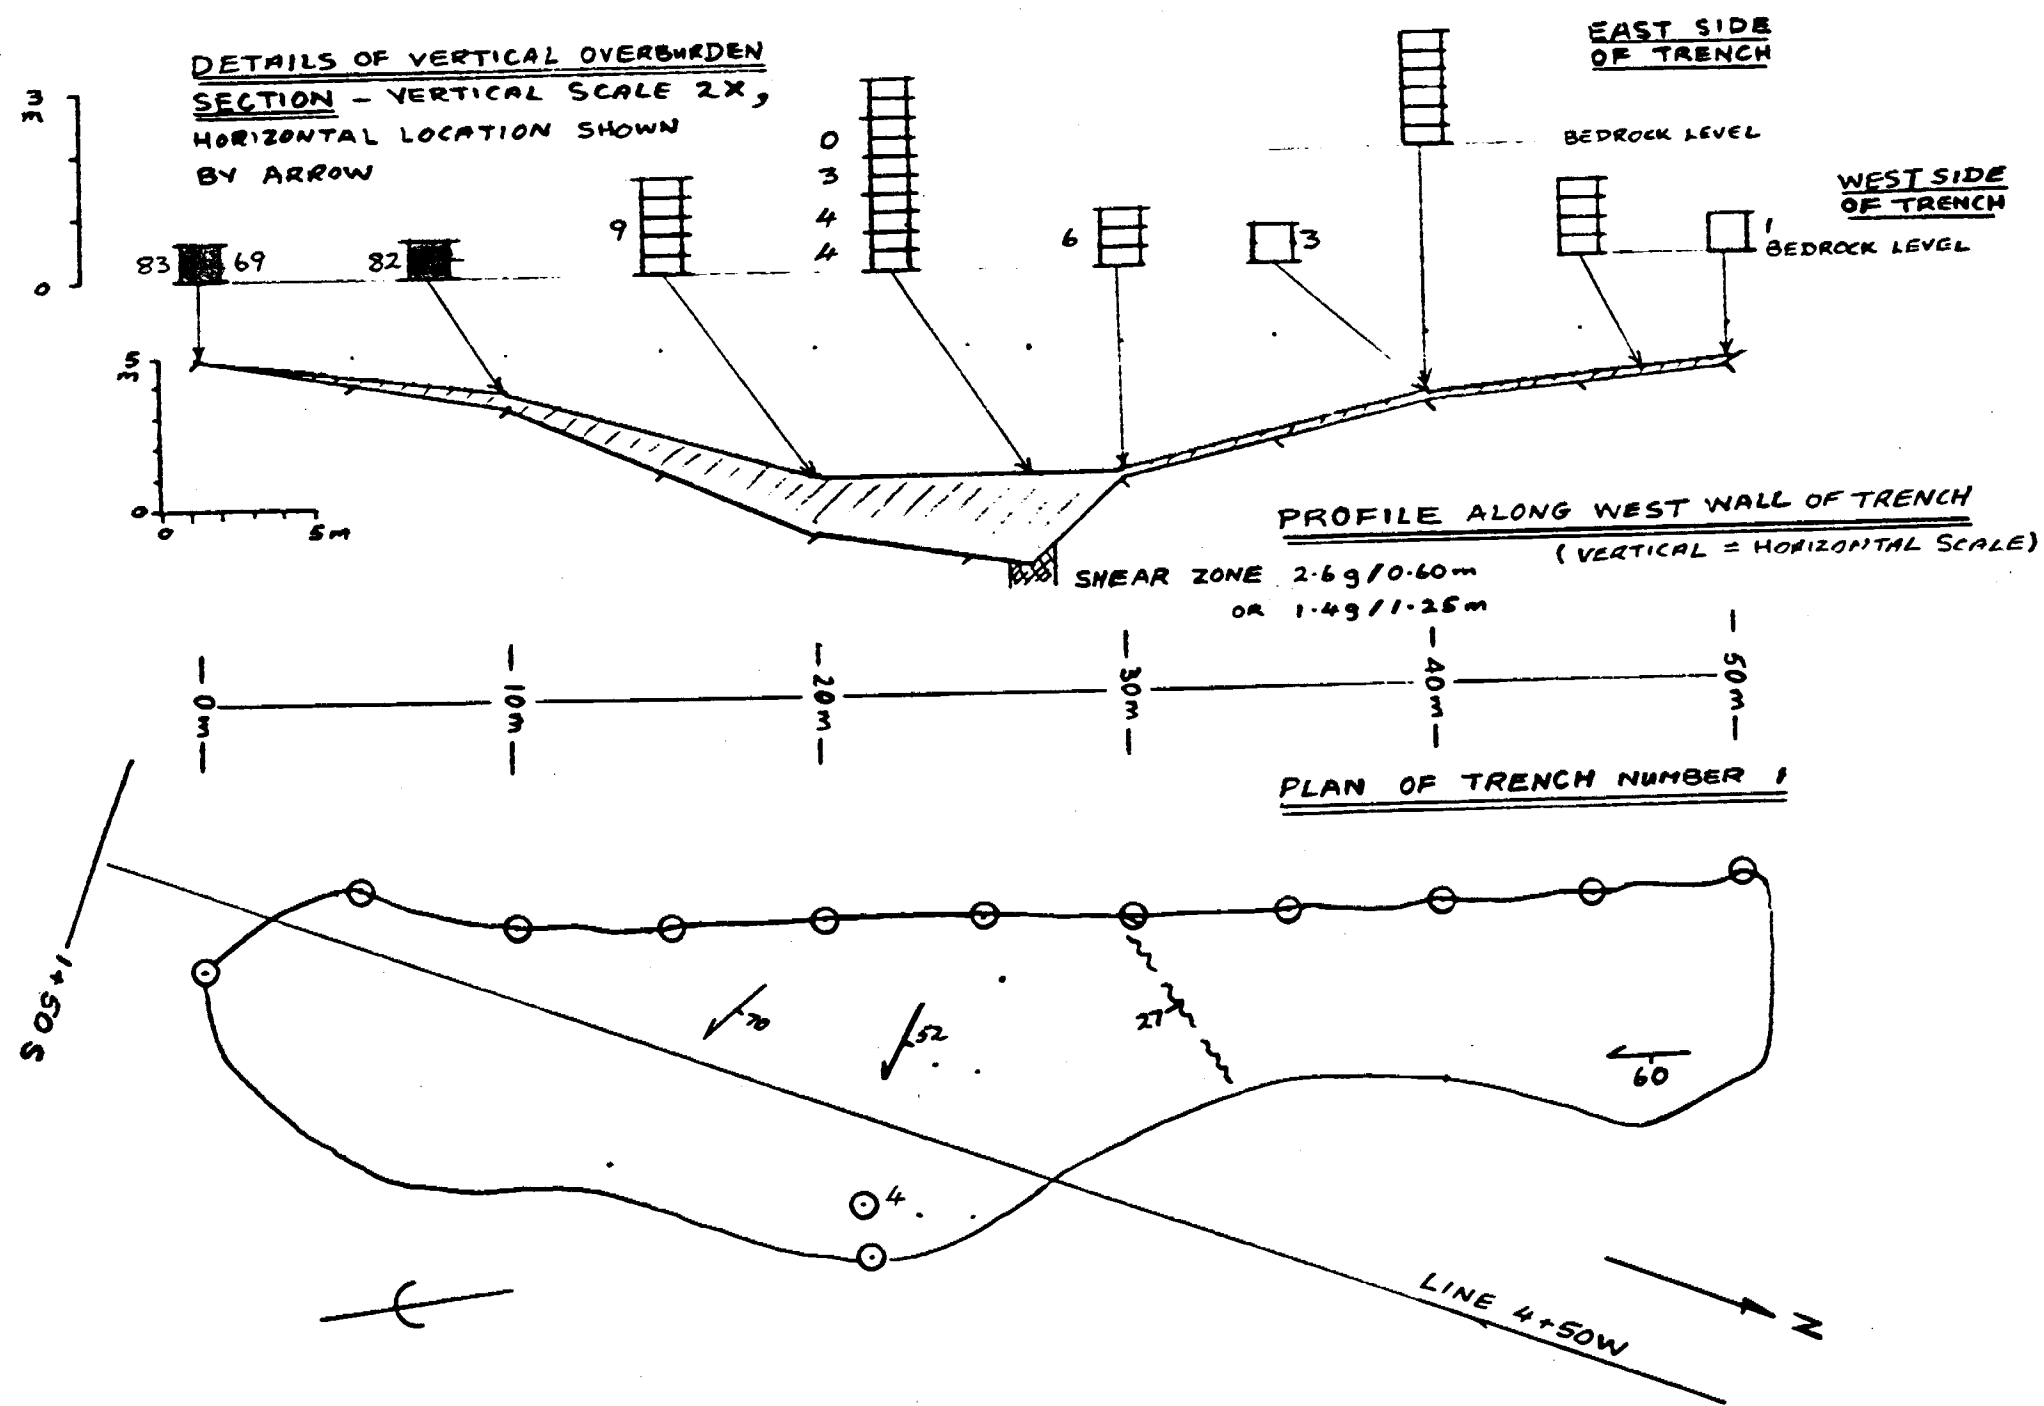 DETAILS OF VERTICAL OVERBURDEN
SECTION - VERTICAL SCALE 2X,
HORIZONTAL LOCATION SHOWN
BY ARROW
EAST SIDE
OF TRENCH
BEDROCK LEVEL
WEST SIDE
OF TRENCH
BEDROCK LEVEL
3
m
0
83
69
82
9
0
3
4
4
6
3
1
5
m
0
0
5m
PROFILE ALONG WEST WALL OF TRENCH
(VERTICAL = HORIZONTAL SCALE)
SHEAR ZONE 2.6g/0.60m
OR 1.4g/1.25m
0m
10m
20m
30m
40m
50m
PLAN OF TRENCH NUMBER 1
1+50S
70
52
27
60
4
LINE 4+50W
N